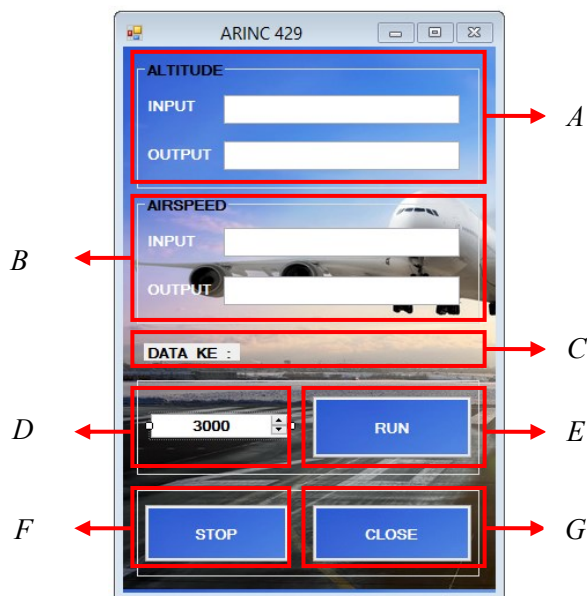 ARINC 429
ALTITUDE
INPUT
A
OUTPUT
AIRSPEED
INPUT
B
OUTPUT
DATA KE :
C
D
3000
RUN
E
F
STOP
CLOSE
G